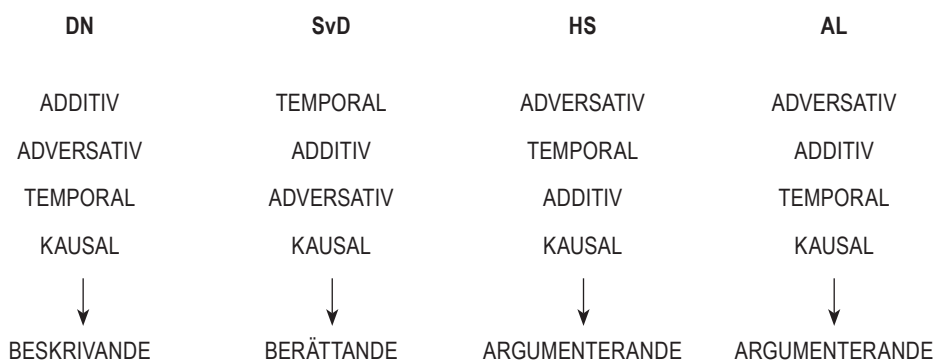 DN SvD HS AL
ADDITIV TEMPORAL ADVERSATIV ADVERSATIV
ADVERSATIV ADDITIV TEMPORAL ADDITIV
TEMPORAL ADVERSATIV ADDITIV TEMPORAL
KAUSAL KAUSAL KAUSAL KAUSAL
BESKRIVANDE BERÄTTANDE ARGUMENTERANDE ARGUMENTERANDE